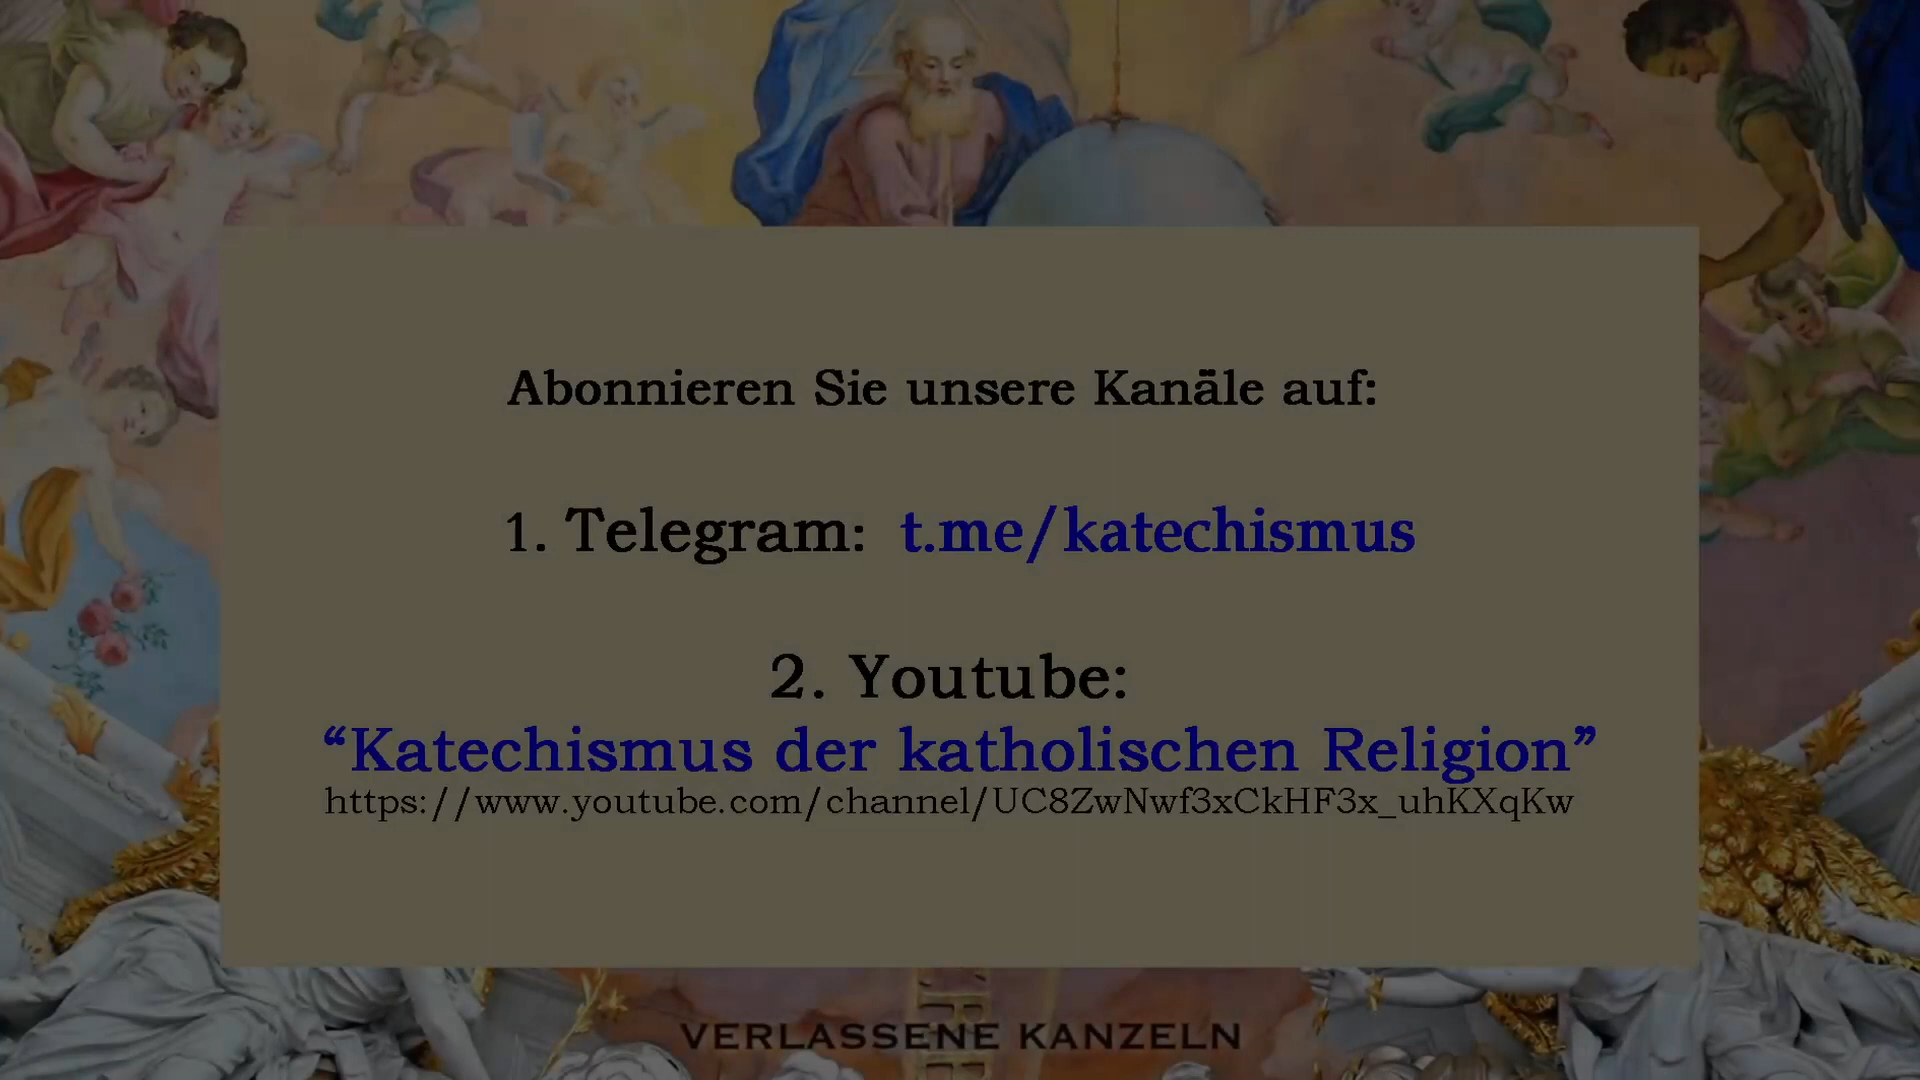 Abonnieren Sie unsere Kanäle auf:
1. Telegram: t.me/katechismus
2. Youtube:
“Katechismus der katholischen Religion”
https://www.youtube.com/channel/UC8ZwNwf3xCkHF3x_uhKXqKw
VERLASSENE KANZELN